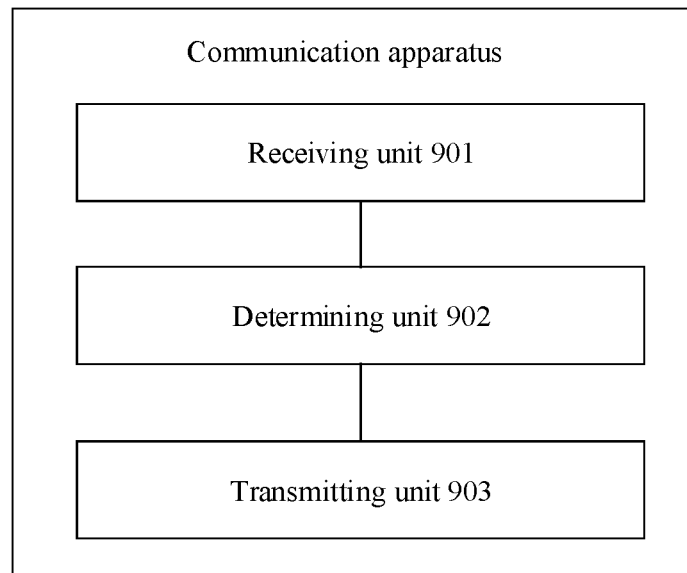 Communication apparatus
Receiving unit 901
Determining unit 902
Transmitting unit 903